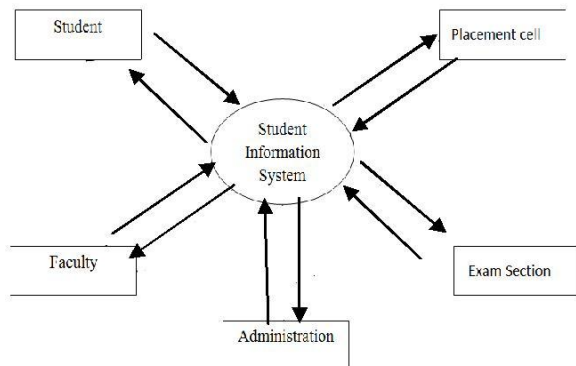 Student
Placement cell
Student
Information
System
Faculty
Exam Section
Administration